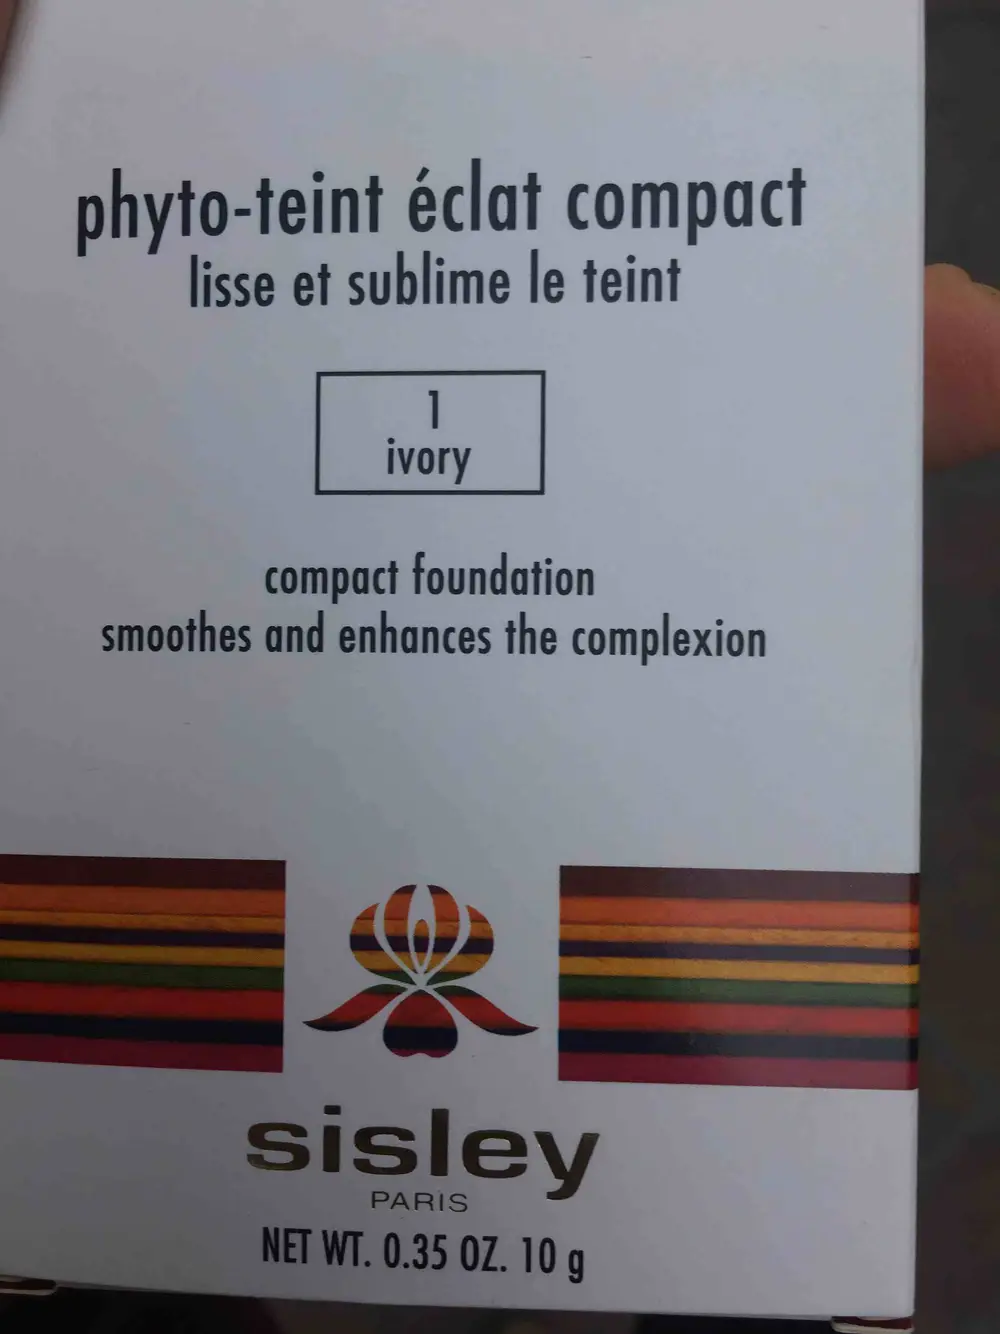 phyto-teint éclat compact
lisse et sublime le teint
1
ivory
compact foundation
smoothes and enhances the complexion
sisley
PARIS
NET WT. 0.35 OZ. 10 g